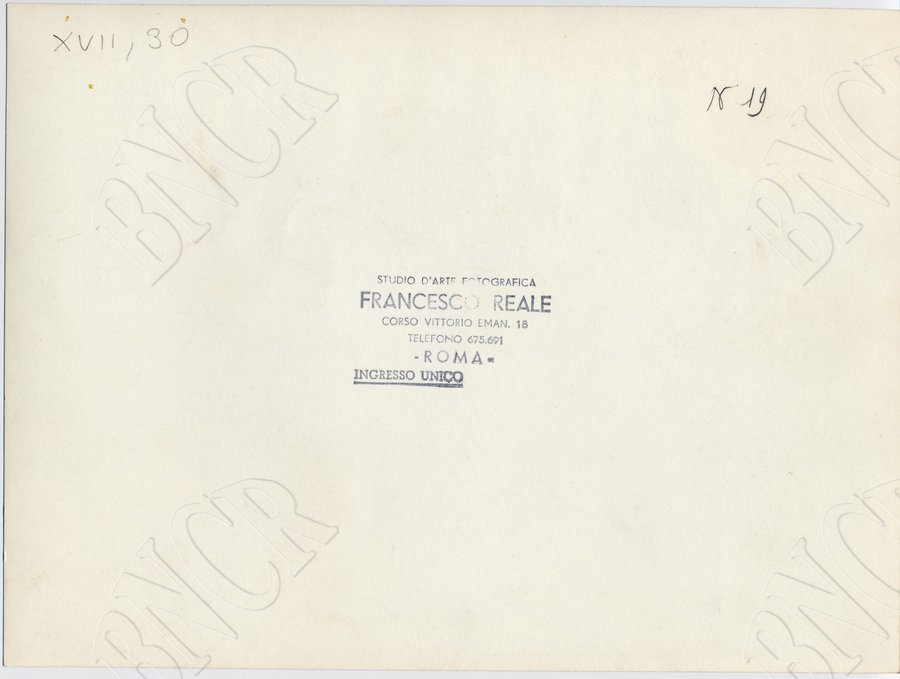 XVII, 30
N 19
STUDIO D'ARTE FOTOGRAFICA
FRANCESCO REALE
CORSO VITTORIO EMAN. 18
TELEFONO 675.691
- ROMA -
INGRESSO UNICO
BNCR
BNCR
BNCR
BNCR